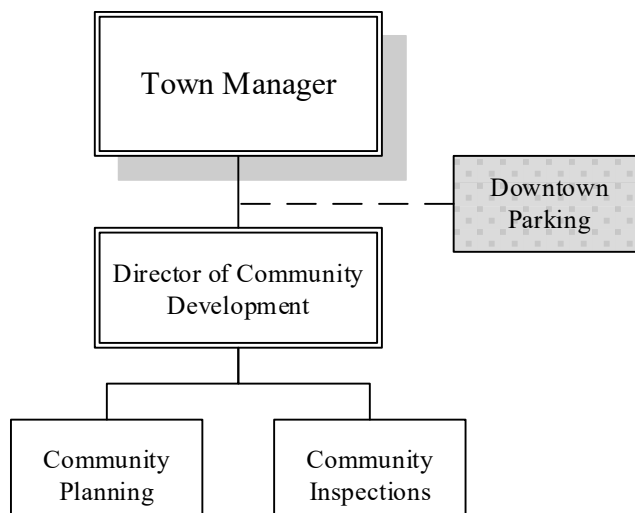 Town Manager
Downtown
Parking
Director of Community
Development
Community
Planning
Community
Inspections